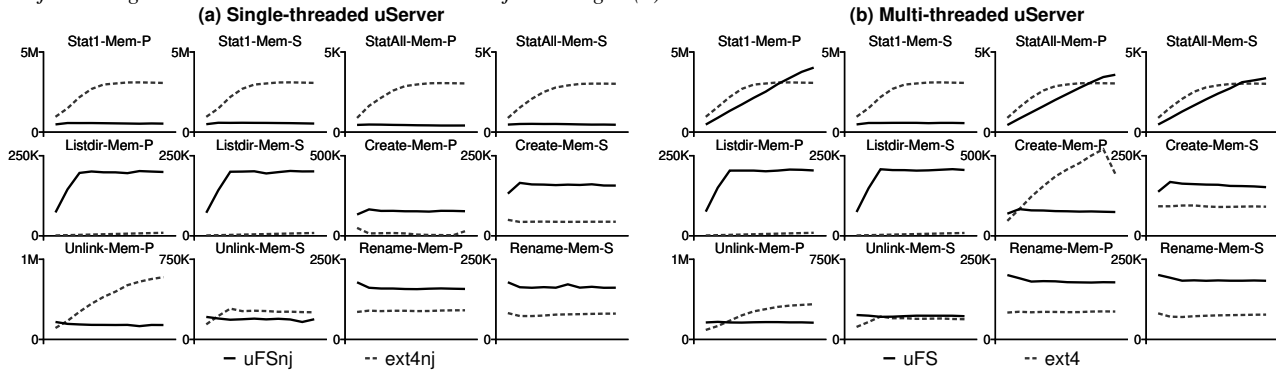 (a) Single-threaded uServer
(b) Multi-threaded uServer
Stat1-Mem-P Stat1-Mem-S StatAll-Mem-P StatAll-Mem-S Stat1-Mem-P Stat1-Mem-S StatAll-Mem-P StatAll-Mem-S
5M 5M 5K 5K 5M 5M 5K 5K
0 0 0 0 0 0 0 0
Listdir-Mem-P Listdir-Mem-S Create-Mem-P Create-Mem-S Listdir-Mem-P Listdir-Mem-S Create-Mem-P Create-Mem-S
250K 250K 500K 250K 250K 250K 500K 250K
0 0 0 0 0 0 0 0
Unlink-Mem-P Unlink-Mem-S Rename-Mem-P Rename-Mem-S Unlink-Mem-P Unlink-Mem-S Rename-Mem-P Rename-Mem-S
1M 750K 250K 250K 1M 750K 250K 250K
0 0 0 0 0 0 0 0
uFSnj ext4nj uFS ext4